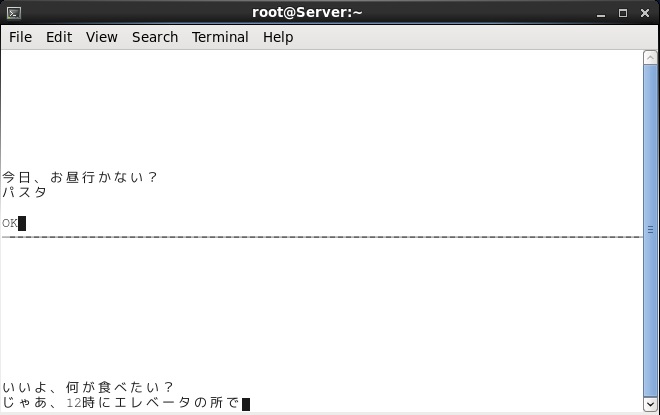 root@Server:~
File Edit View Search Terminal Help
今日、お昼行かない？
パスタ
OK
いいよ、何が食べたい？
じゃあ、12時にエレベータの所で